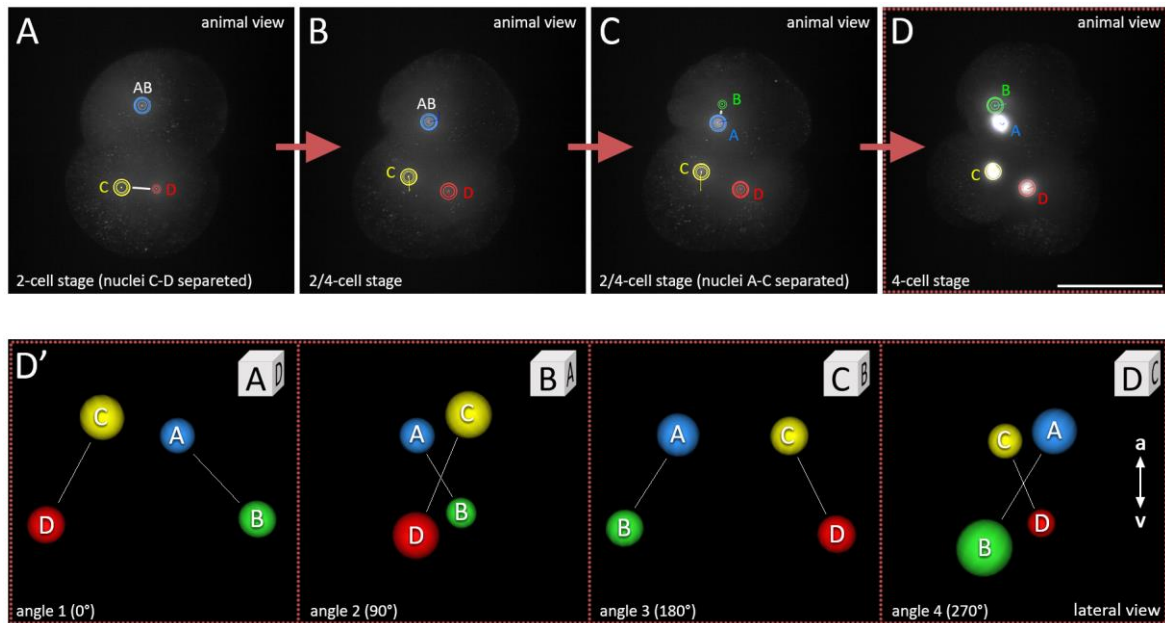 A
animal view
AB
C
D
2-cell stage (nuclei C-D separeted)
B
animal view
AB
C
D
2/4-cell stage
C
animal view
B
A
C
D
2/4-cell stage (nuclei A-C separated)
D
animal view
B
A
C
D
4-cell stage
D’
A D
C
A
D
B
angle 1 (0°)
B A
A
C
D
B
angle 2 (90°)
C B
A
C
B
D
angle 3 (180°)
D C
C
A
D
B
a
v
angle 4 (270°)
lateral view